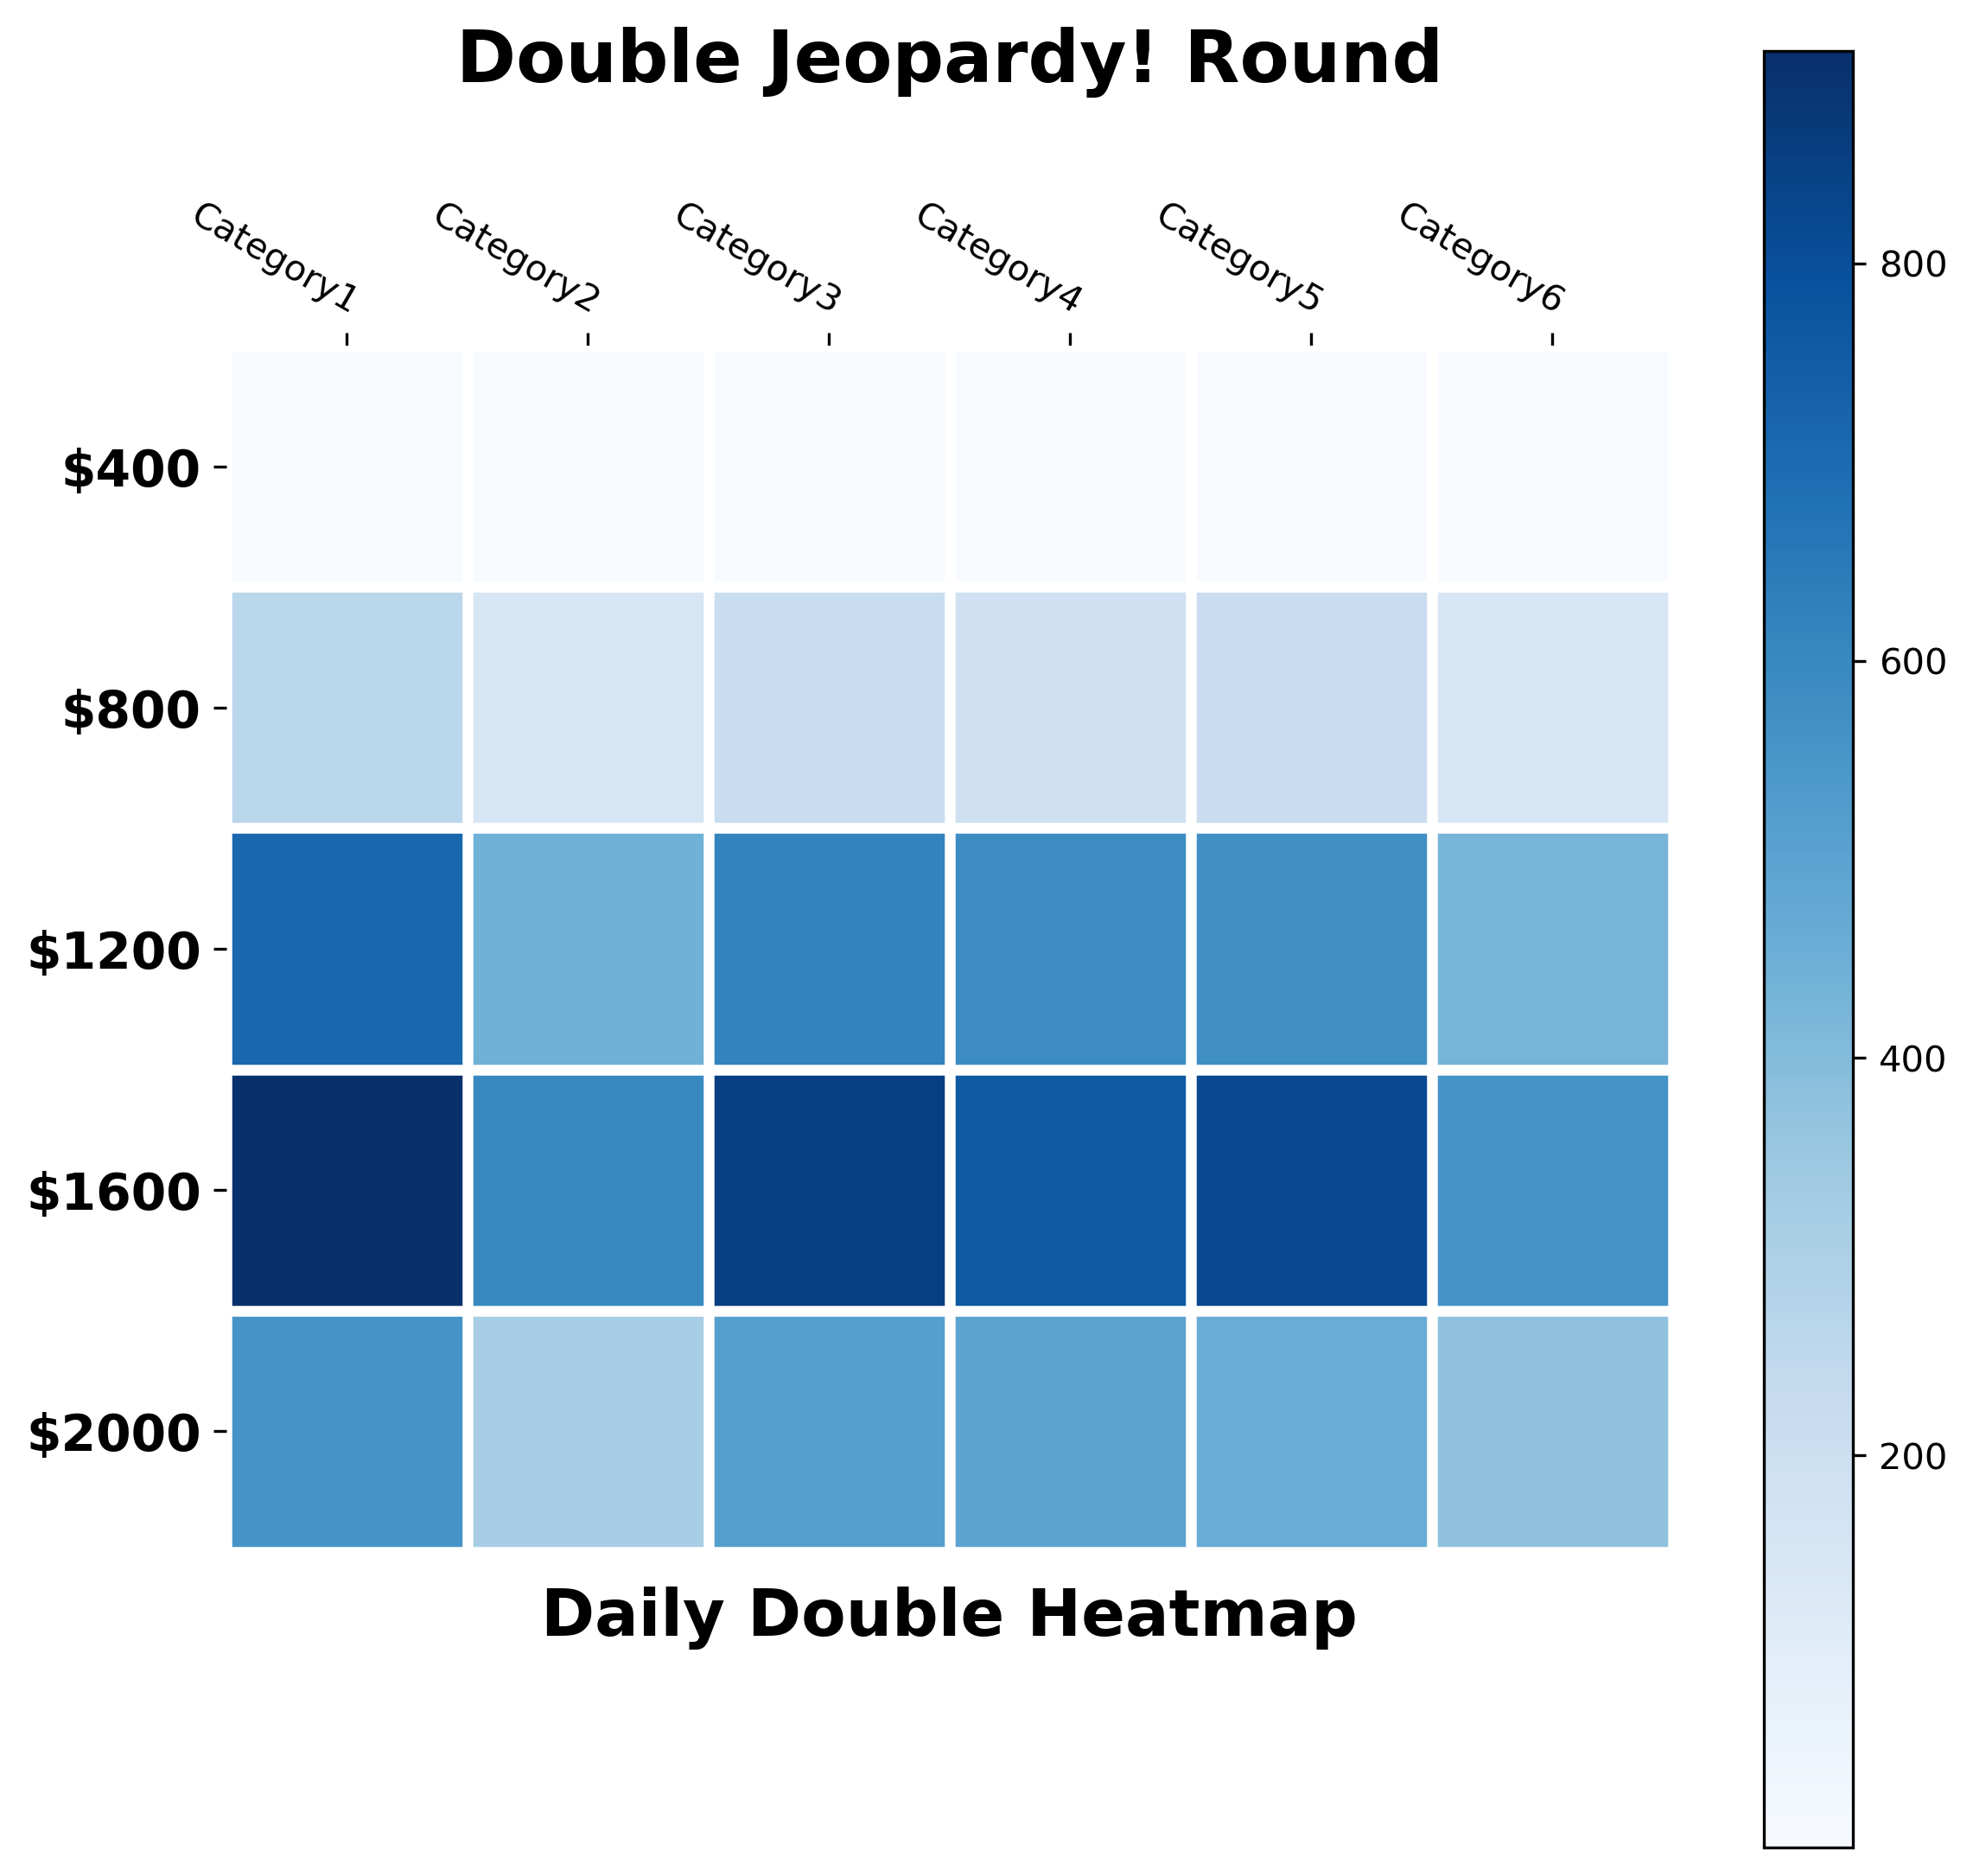 Double Jeopardy! Round
Category1
Category2
Category3
Category4
Category5
Category6
$400
$800
$1200
$1600
$2000
Daily Double Heatmap
800
600
400
200